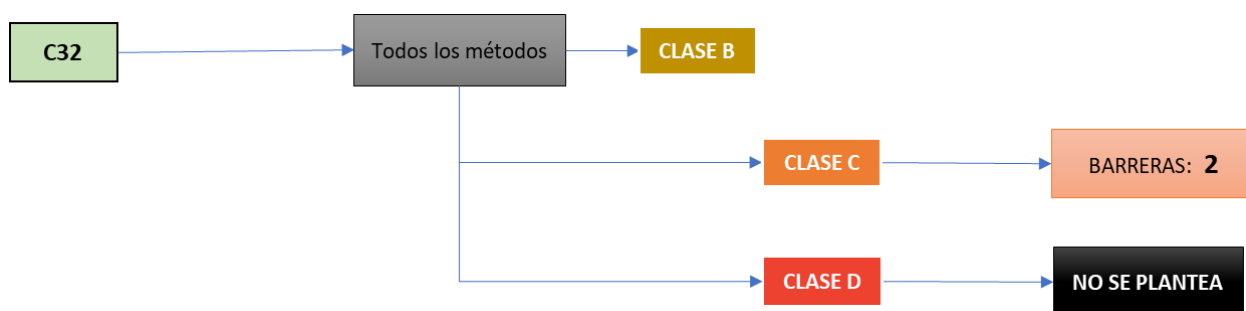 C32
Todos los métodos
CLASE B
CLASE C
BARRERAS: 2
CLASE D
NO SE PLANTEA